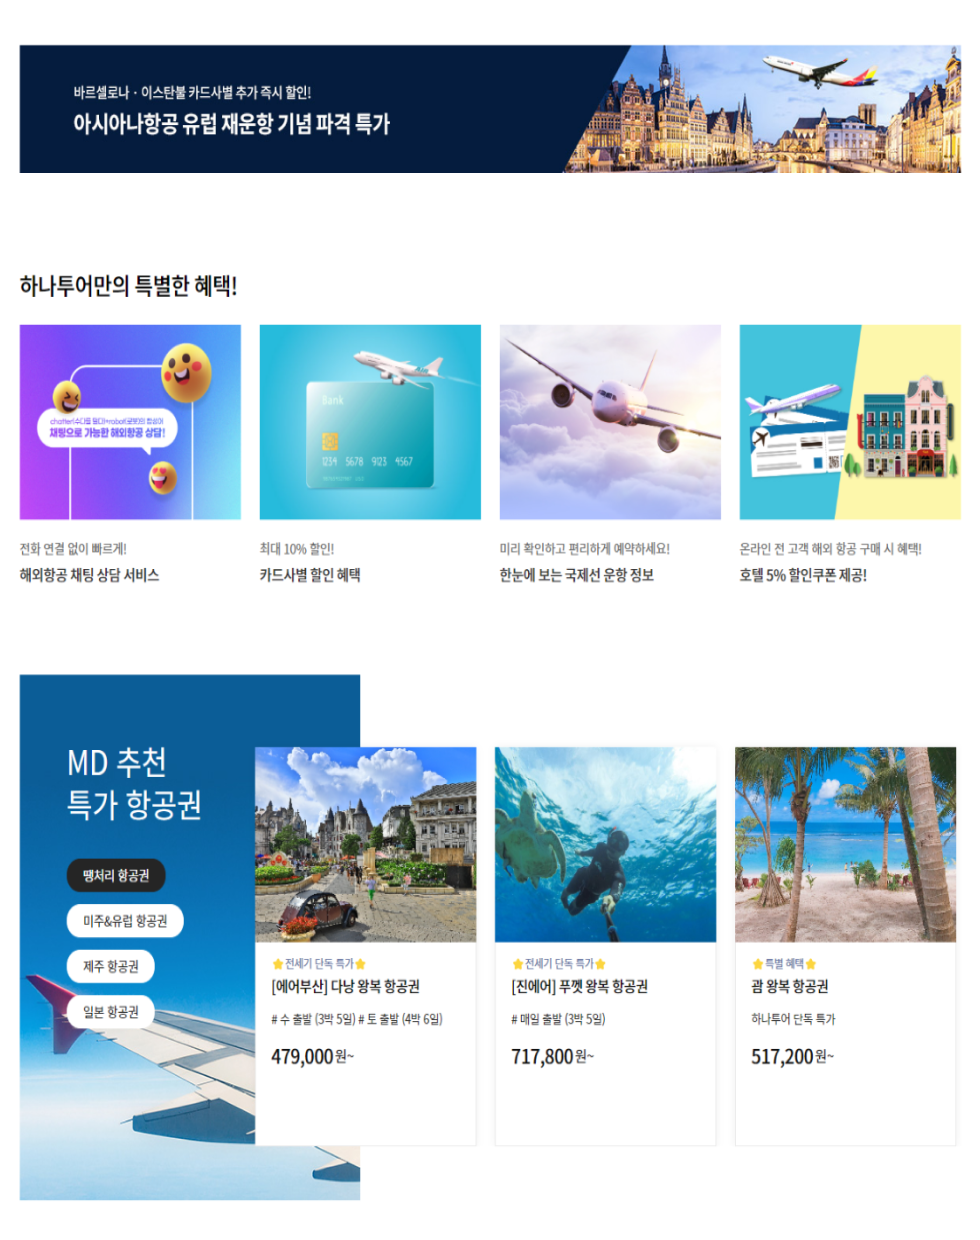 바르셀로나 · 이스탄불 카드사별 추가 즉시 할인!
아시아나항공 유럽 재운항 기념 파격 특가
하나투어만의 특별한 혜택!
채팅으로 가능한 해외항공 상담!
전화 연결 없이 빠르게!
해외항공 채팅 상담 서비스
Bank
1234 5678 9123 4567
최대 10% 할인!
카드사별 할인 혜택
미리 확인하고 편리하게 예약하세요!
한눈에 보는 국제선 운항 정보
온라인 전 고객 해외 항공 구매 시 혜택!
호텔 5% 할인쿠폰 제공!
MD 추천
특가 항공권
땡처리 항공권
미주&유럽 항공권
제주 항공권
일본 항공권
전세기 단독 특가
[에어부산] 다낭 왕복 항공권
# 수 출발 (3박 5일) # 토 출발 (4박 6일)
479,000원~
전세기 단독 특가
[진에어] 푸껫 왕복 항공권
# 매일 출발 (3박 5일)
717,800원~
특별 혜택
괌 왕복 항공권
하나투어 단독 특가
517,200원~